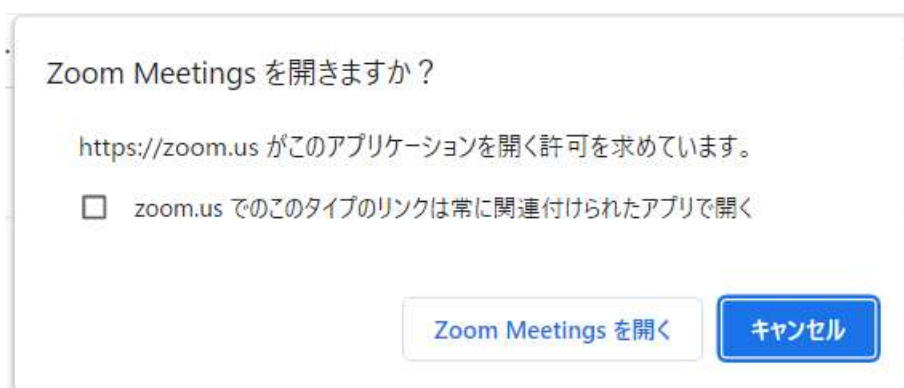 Zoom Meetings を開きますか？
https://zoom.us がこのアプリケーションを開く許可を求めています。
zoom.us でのこのタイプのリンクは常に関連付けられたアプリで開く
Zoom Meetings を開く
キャンセル